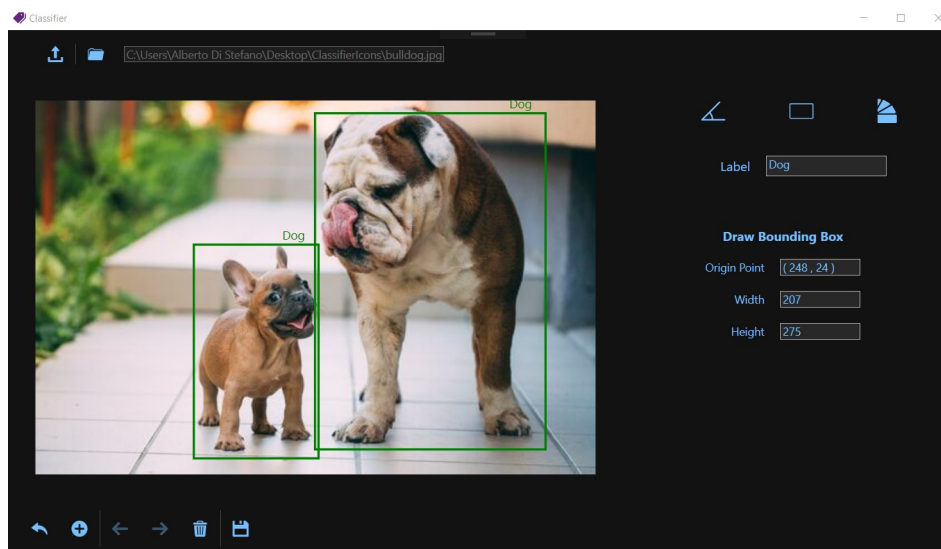 Classifier
C:\Users\Alberto Di Stefano\Desktop\ClassifierIcons\bulldog.jpg
Dog
Dog
Label Dog
Draw Bounding Box
Origin Point ( 248 , 24 )
Width 207
Height 275